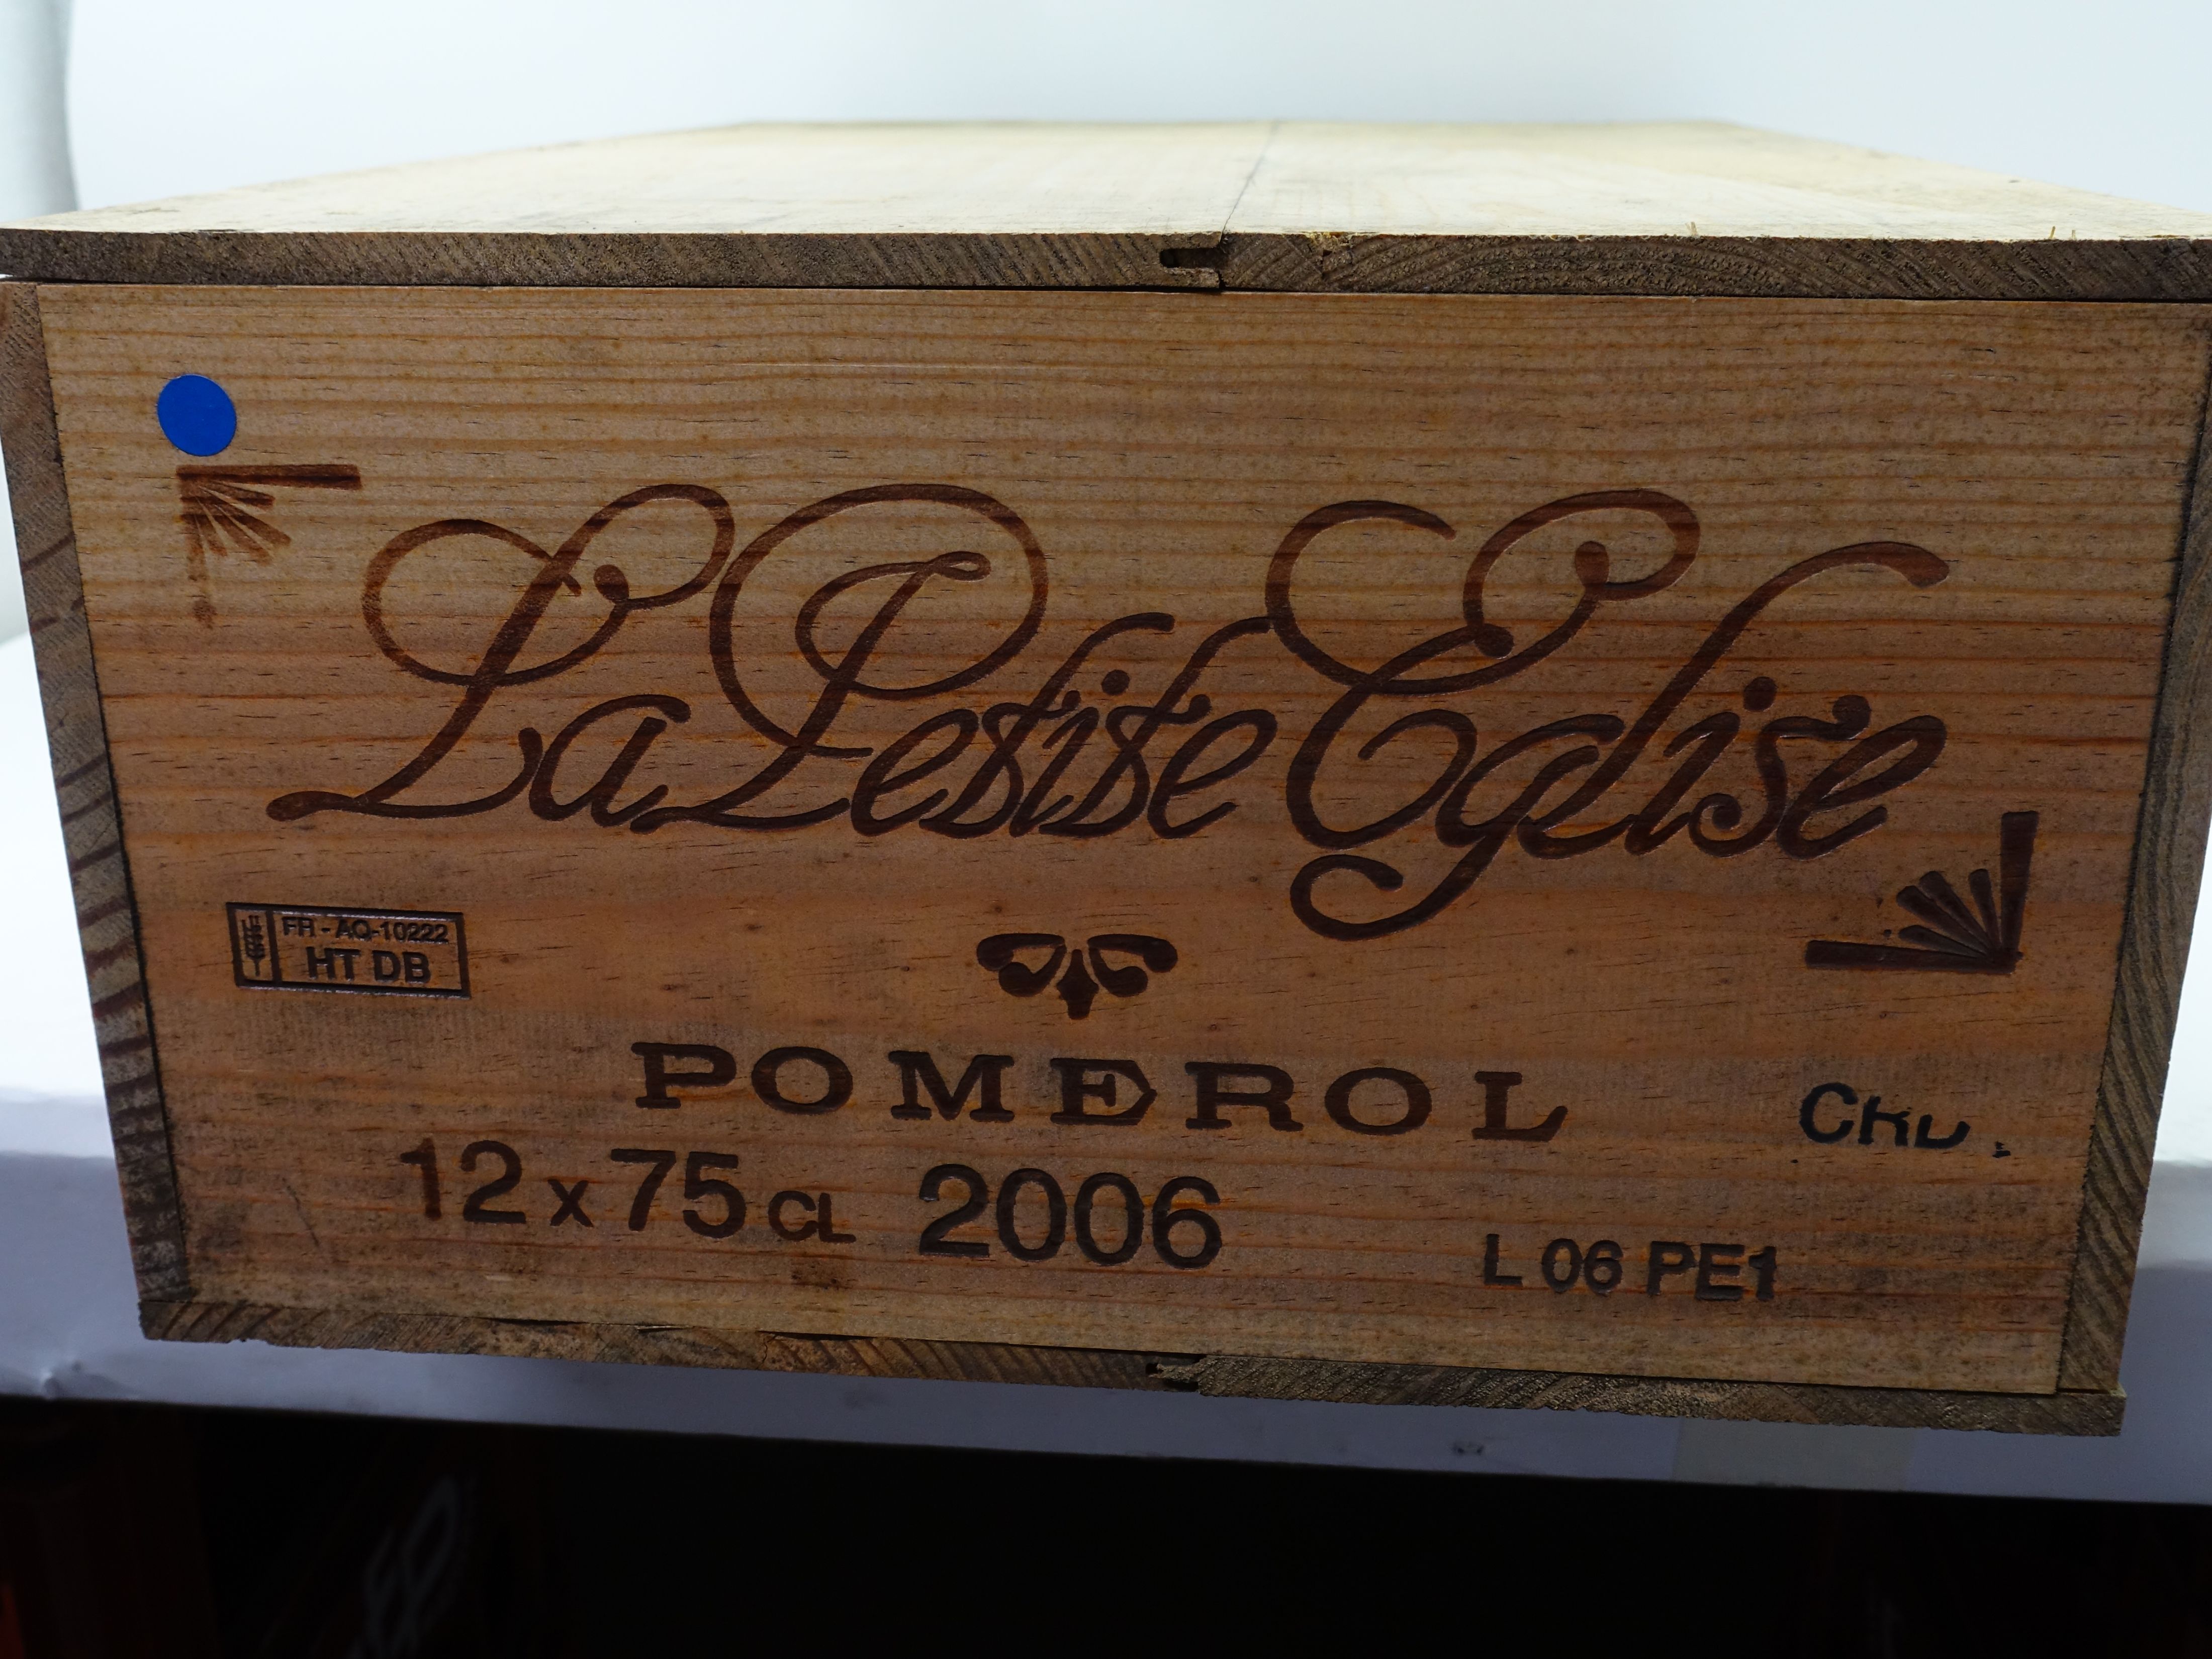 La Petite Eglise
FR - AQ-10222
HT DB
POMEROL
12 x 75 CL 2006
L 06 PE1